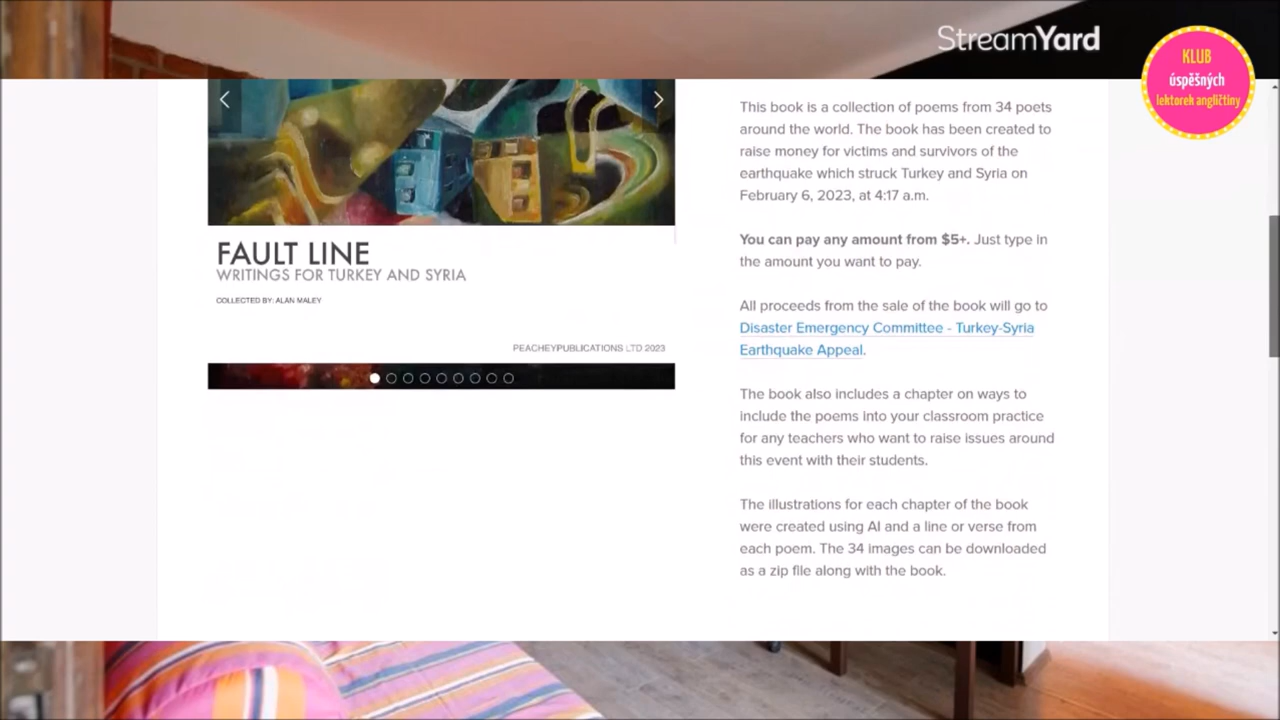 StreamYard
KLUB
úspěšných
lektorek angličtiny
FAULT LINE
WRITINGS FOR TURKEY AND SYRIA
COLLECTED BY: ALAN MALEY
PEACHEYPUBLICATIONS LTD 2023
This book is a collection of poems from 34 poets
around the world. The book has been created to
raise money for victims and survivors of the
earthquake which struck Turkey and Syria on
February 6, 2023, at 4:17 a.m.
You can pay any amount from $5+. Just type in
the amount you want to pay.
All proceeds from the sale of the book will go to
Disaster Emergency Committee - Turkey-Syria
Earthquake Appeal.
The book also includes a chapter on ways to
include the poems into your classroom practice
for any teachers who want to raise issues around
this event with their students.
The illustrations for each chapter of the book
were created using AI and a line or verse from
each poem. The 34 images can be downloaded
as a zip file along with the book.